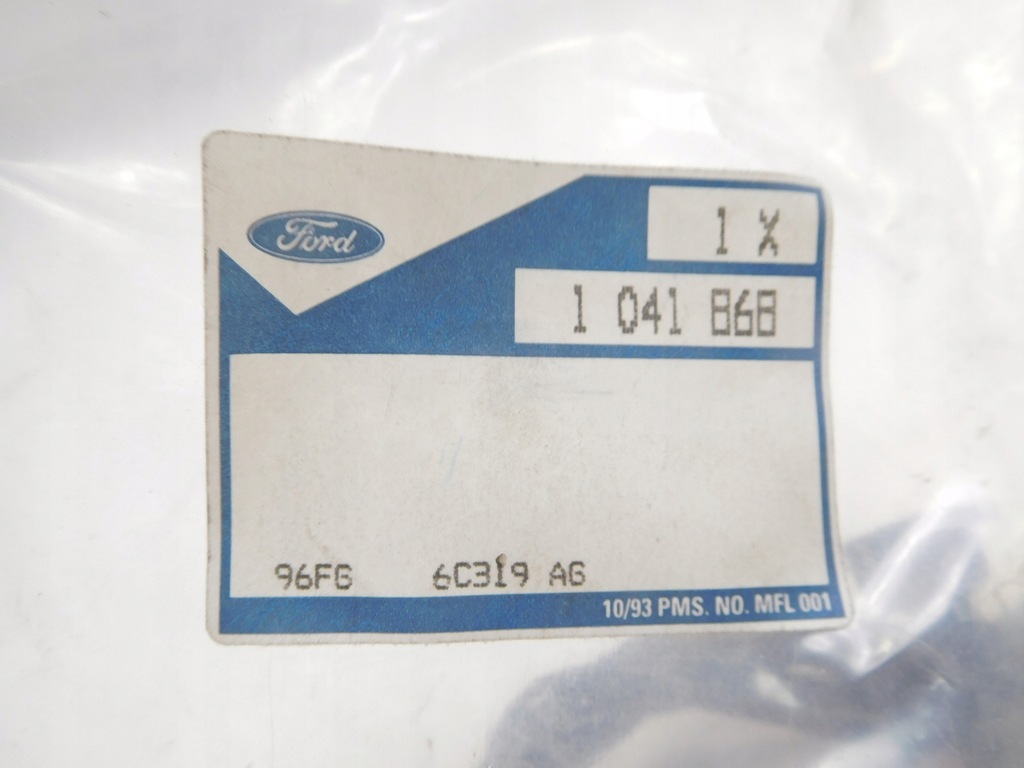 Ford
1 X
1 041 868
96FG 6C319 AG
10/93 PMS. NO. MFL 001